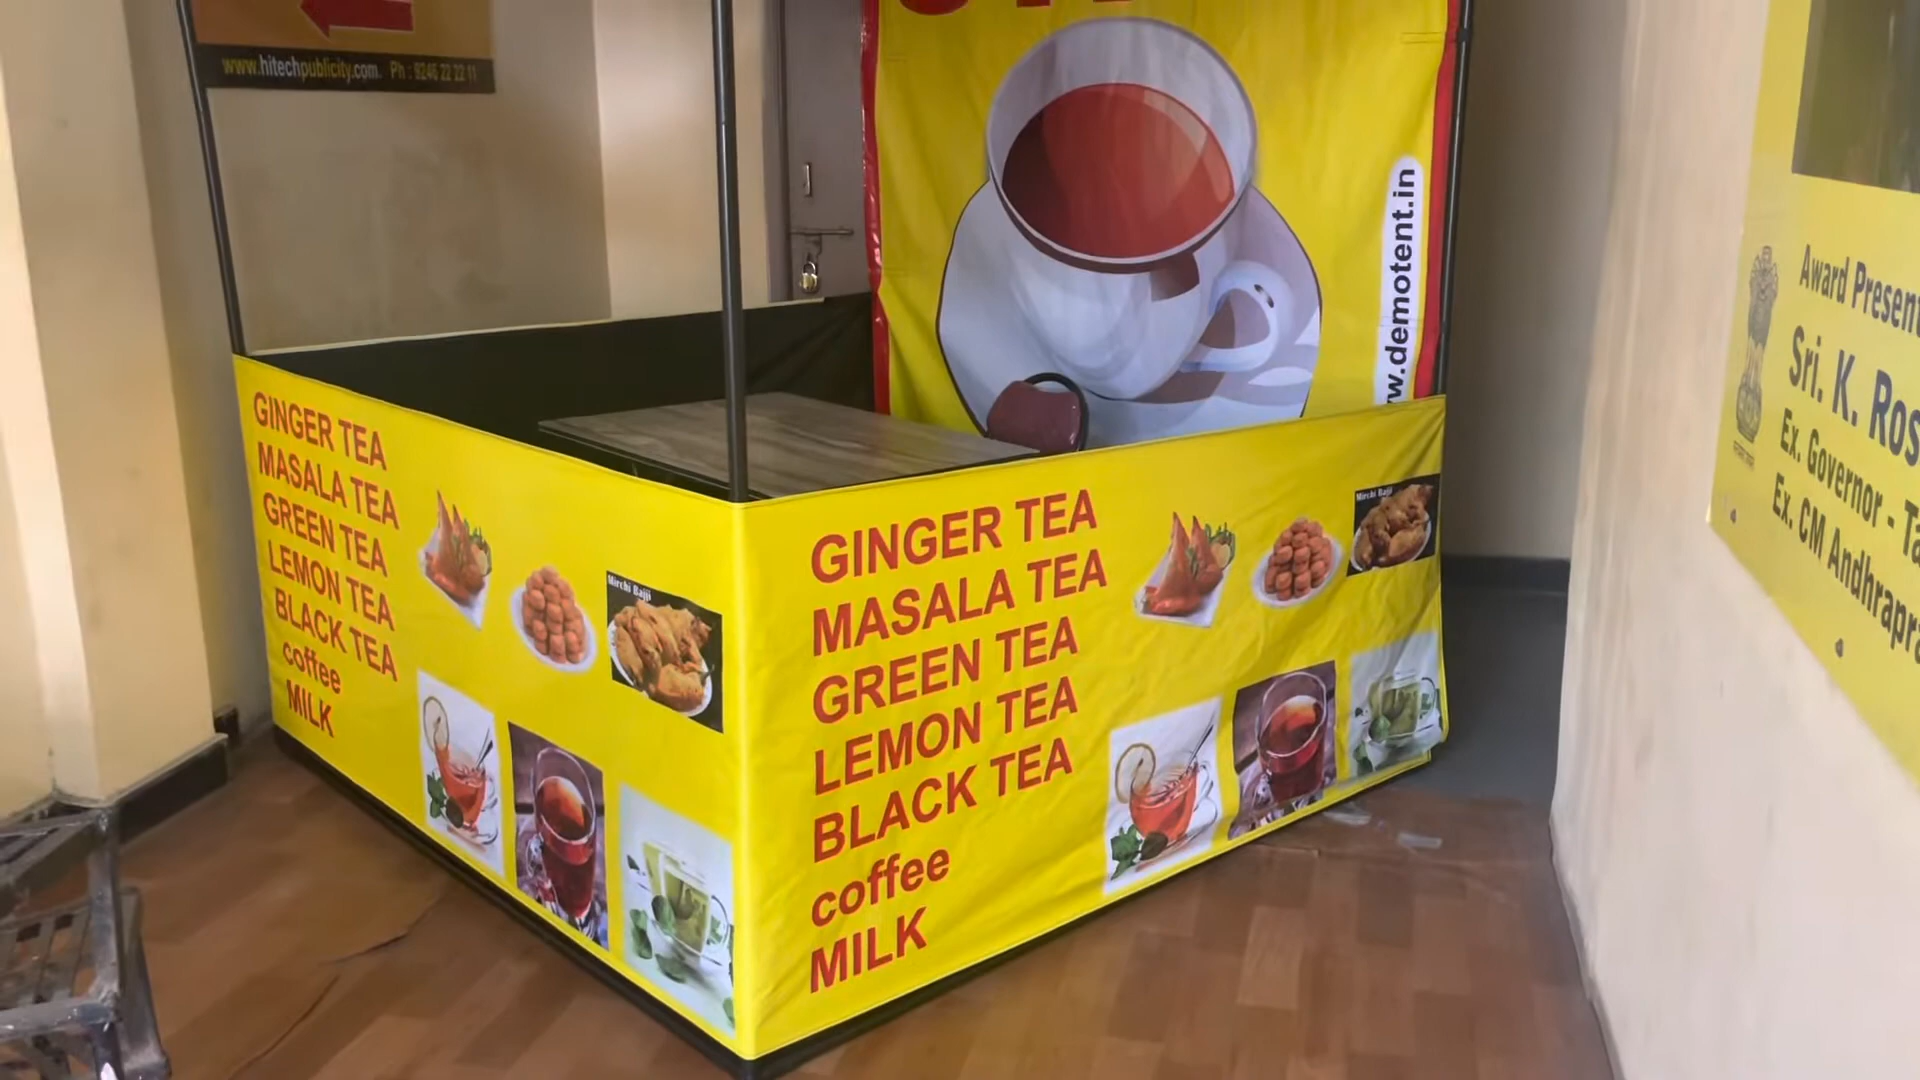 www.hitechpublicity.com. Ph : 9246 22 22 11
www.demotent.in
GINGER TEA
MASALA TEA
GREEN TEA
LEMON TEA
BLACK TEA
coffee
MILK
Mirchi Bajji
GINGER TEA
MASALA TEA
GREEN TEA
LEMON TEA
BLACK TEA
coffee
MILK
Mirchi Bajji
Award Present
Sri. K. Ros
Ex. Governor - Ta
Ex. CM Andhrapra